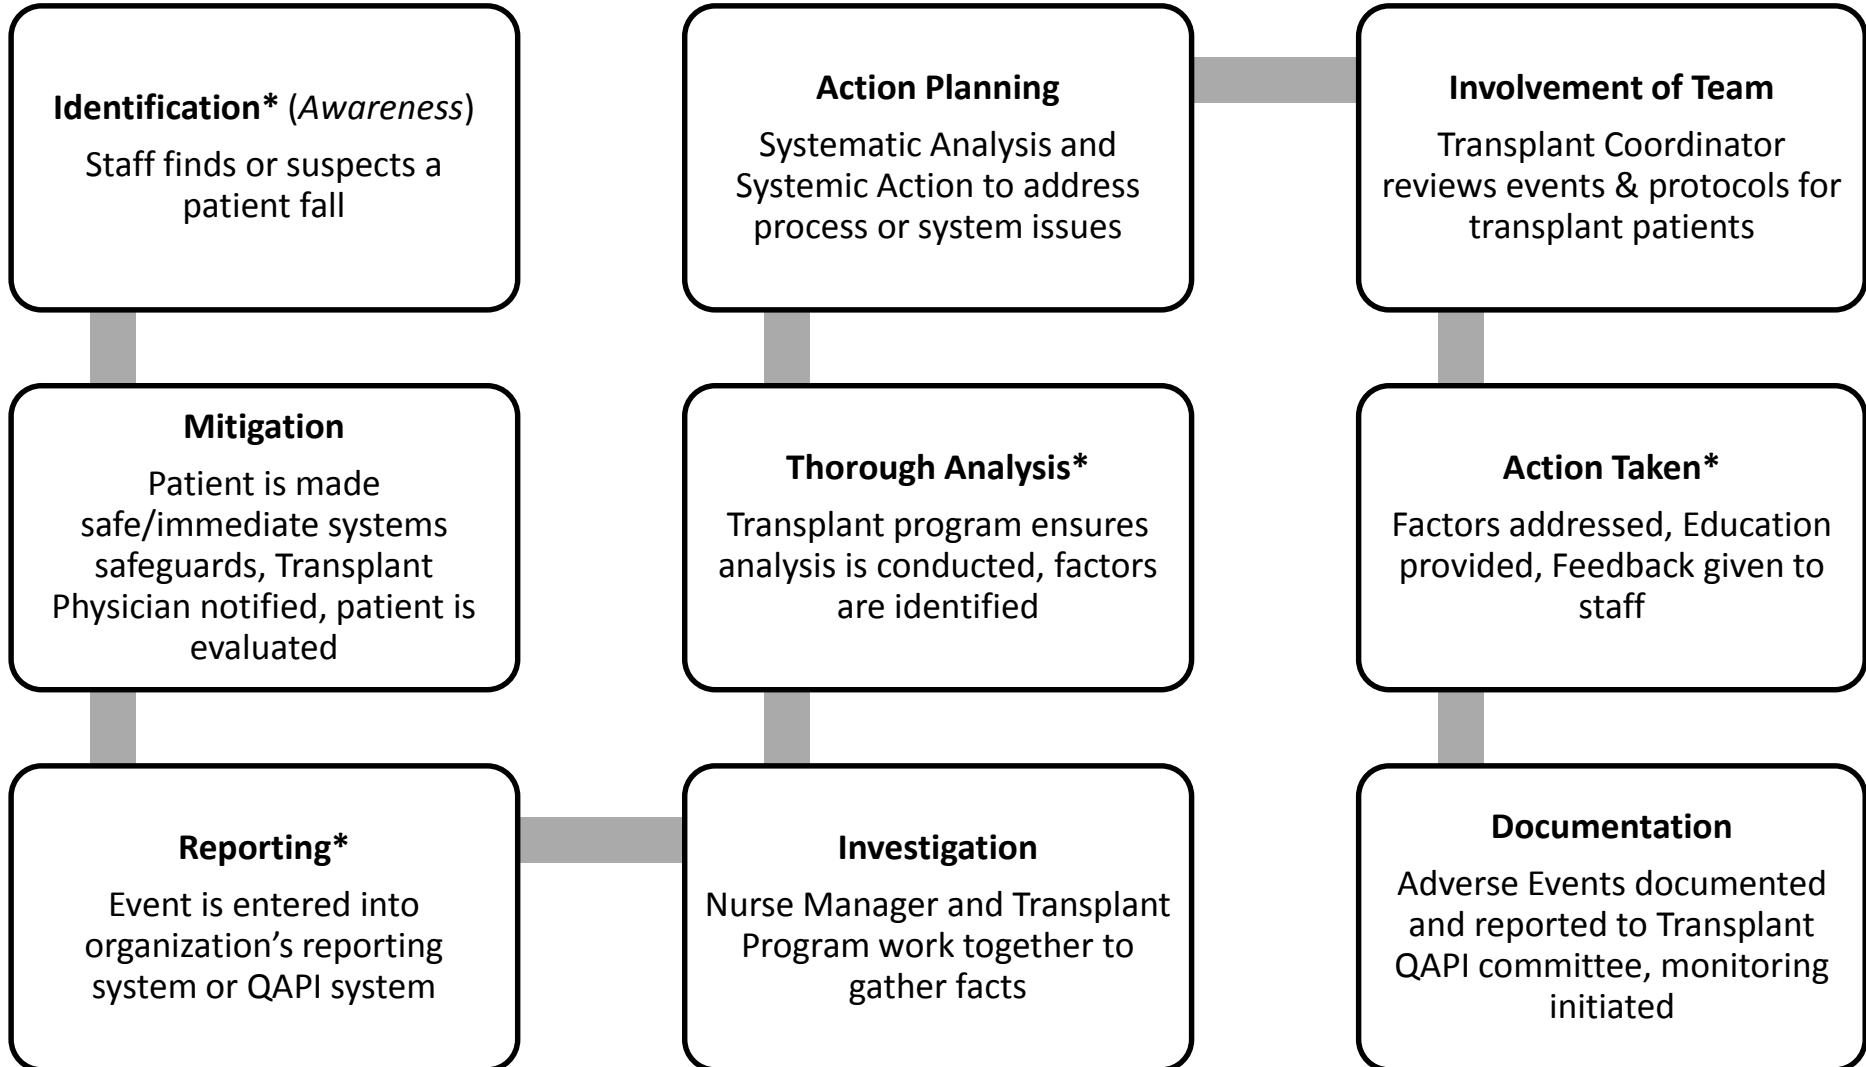 Identification* (Awareness)
Staff finds or suspects a
patient fall
Mitigation
Patient is made
safe/immediate systems
safeguards, Transplant
Physician notified, patient is
evaluated
Reporting*
Event is entered into
organization’s reporting
system or QAPI system
Investigation
Nurse Manager and Transplant
Program work together to
gather facts
Thorough Analysis*
Transplant program ensures
analysis is conducted, factors
are identified
Action Planning
Systematic Analysis and
Systemic Action to address
process or system issues
Involvement of Team
Transplant Coordinator
reviews events & protocols for
transplant patients
Action Taken*
Factors addressed, Education
provided, Feedback given to
staff
Documentation
Adverse Events documented
and reported to Transplant
QAPI committee, monitoring
initiated